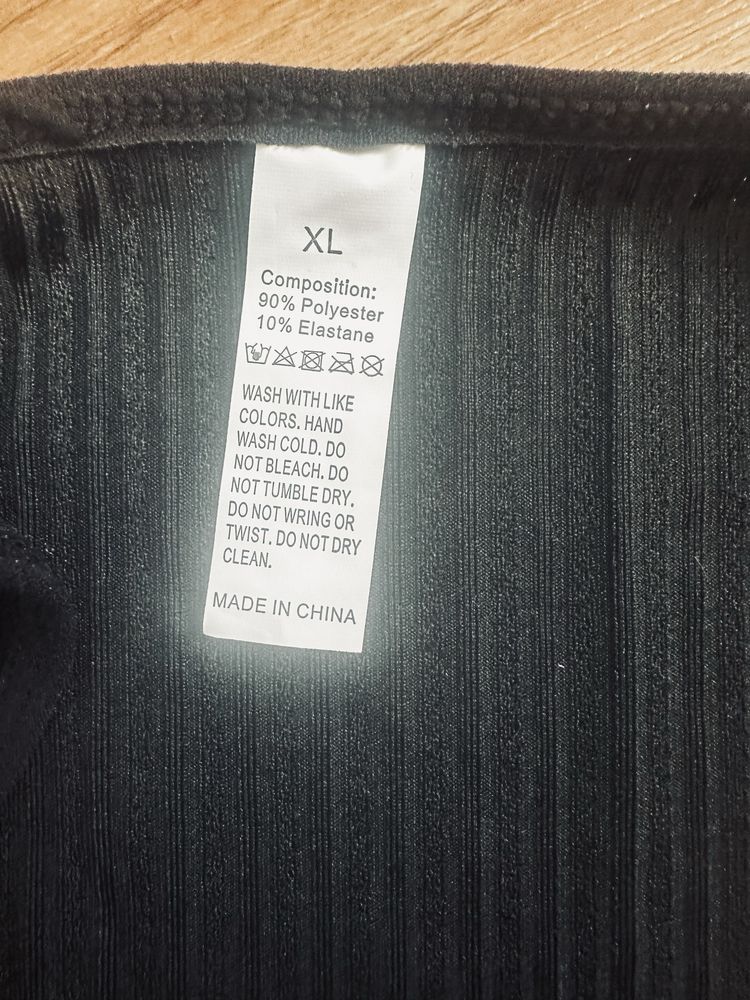 XL
Composition:
90% Polyester
10% Elastane
WASH WITH LIKE
COLORS. HAND
WASH COLD. DO
NOT BLEACH. DO
NOT TUMBLE DRY.
DO NOT WRING OR
TWIST. DO NOT DRY
CLEAN.
MADE IN CHINA